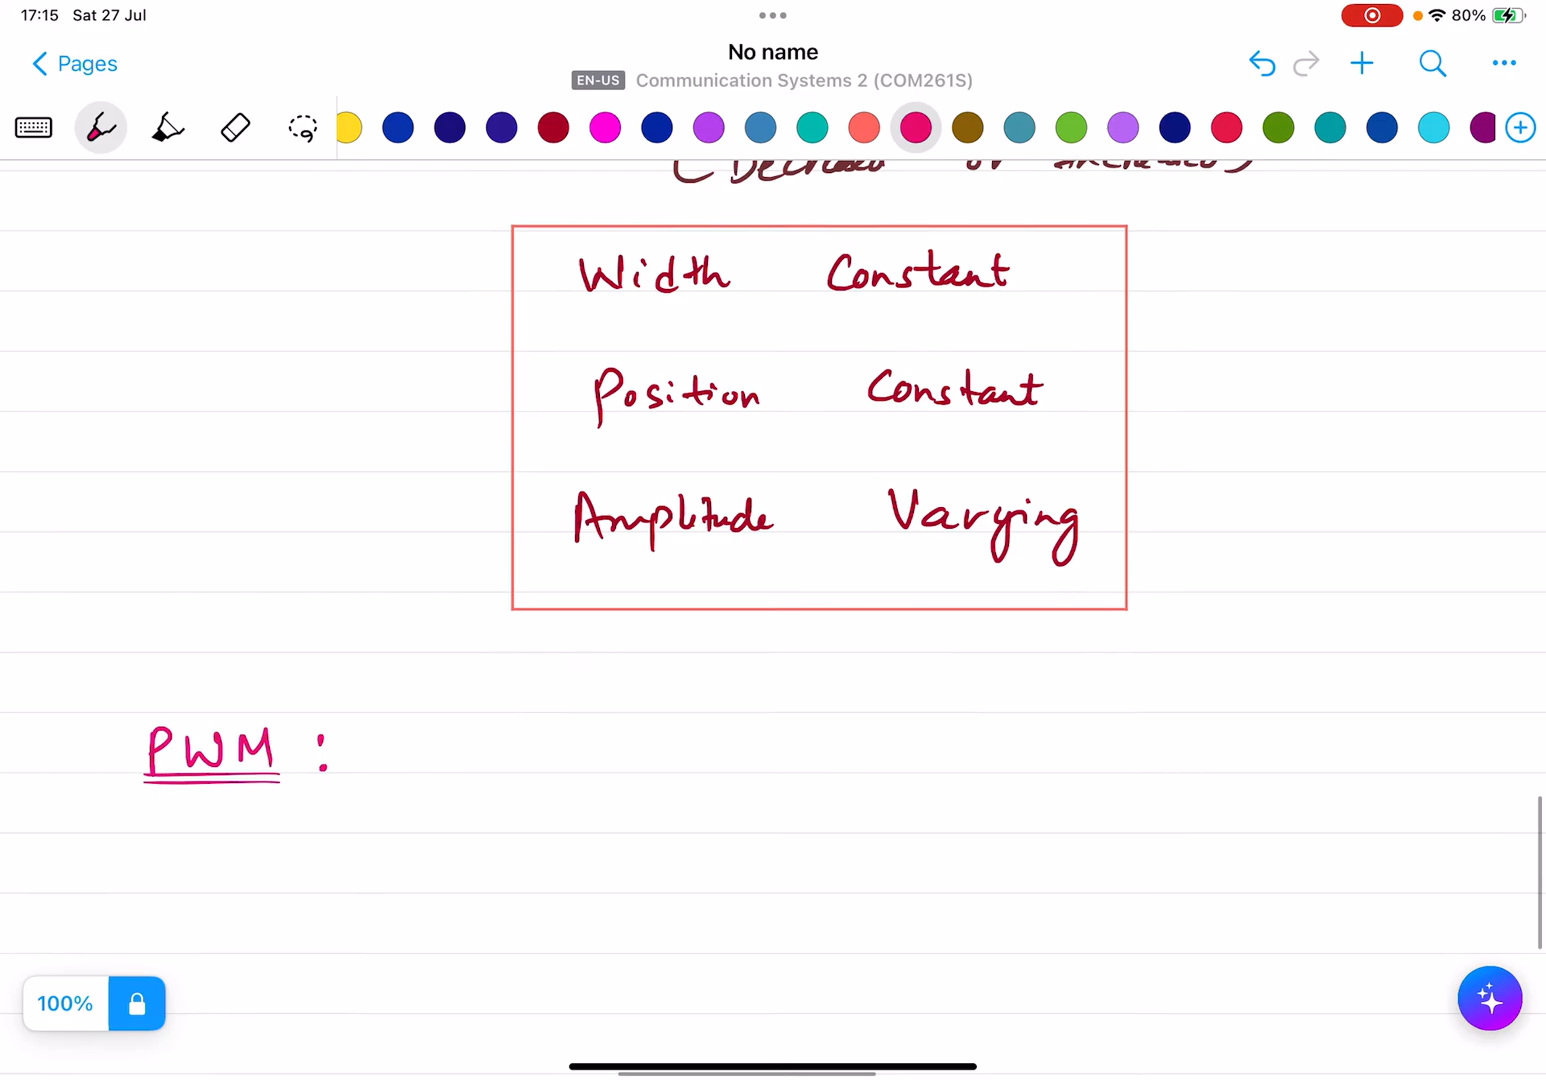 17:15 Sat 27 Jul
80%
Pages
No name
EN-US Communication Systems 2 (COM261S)
or
Width Constant
Position Constant
Amplitude Varying
PWM :
100%